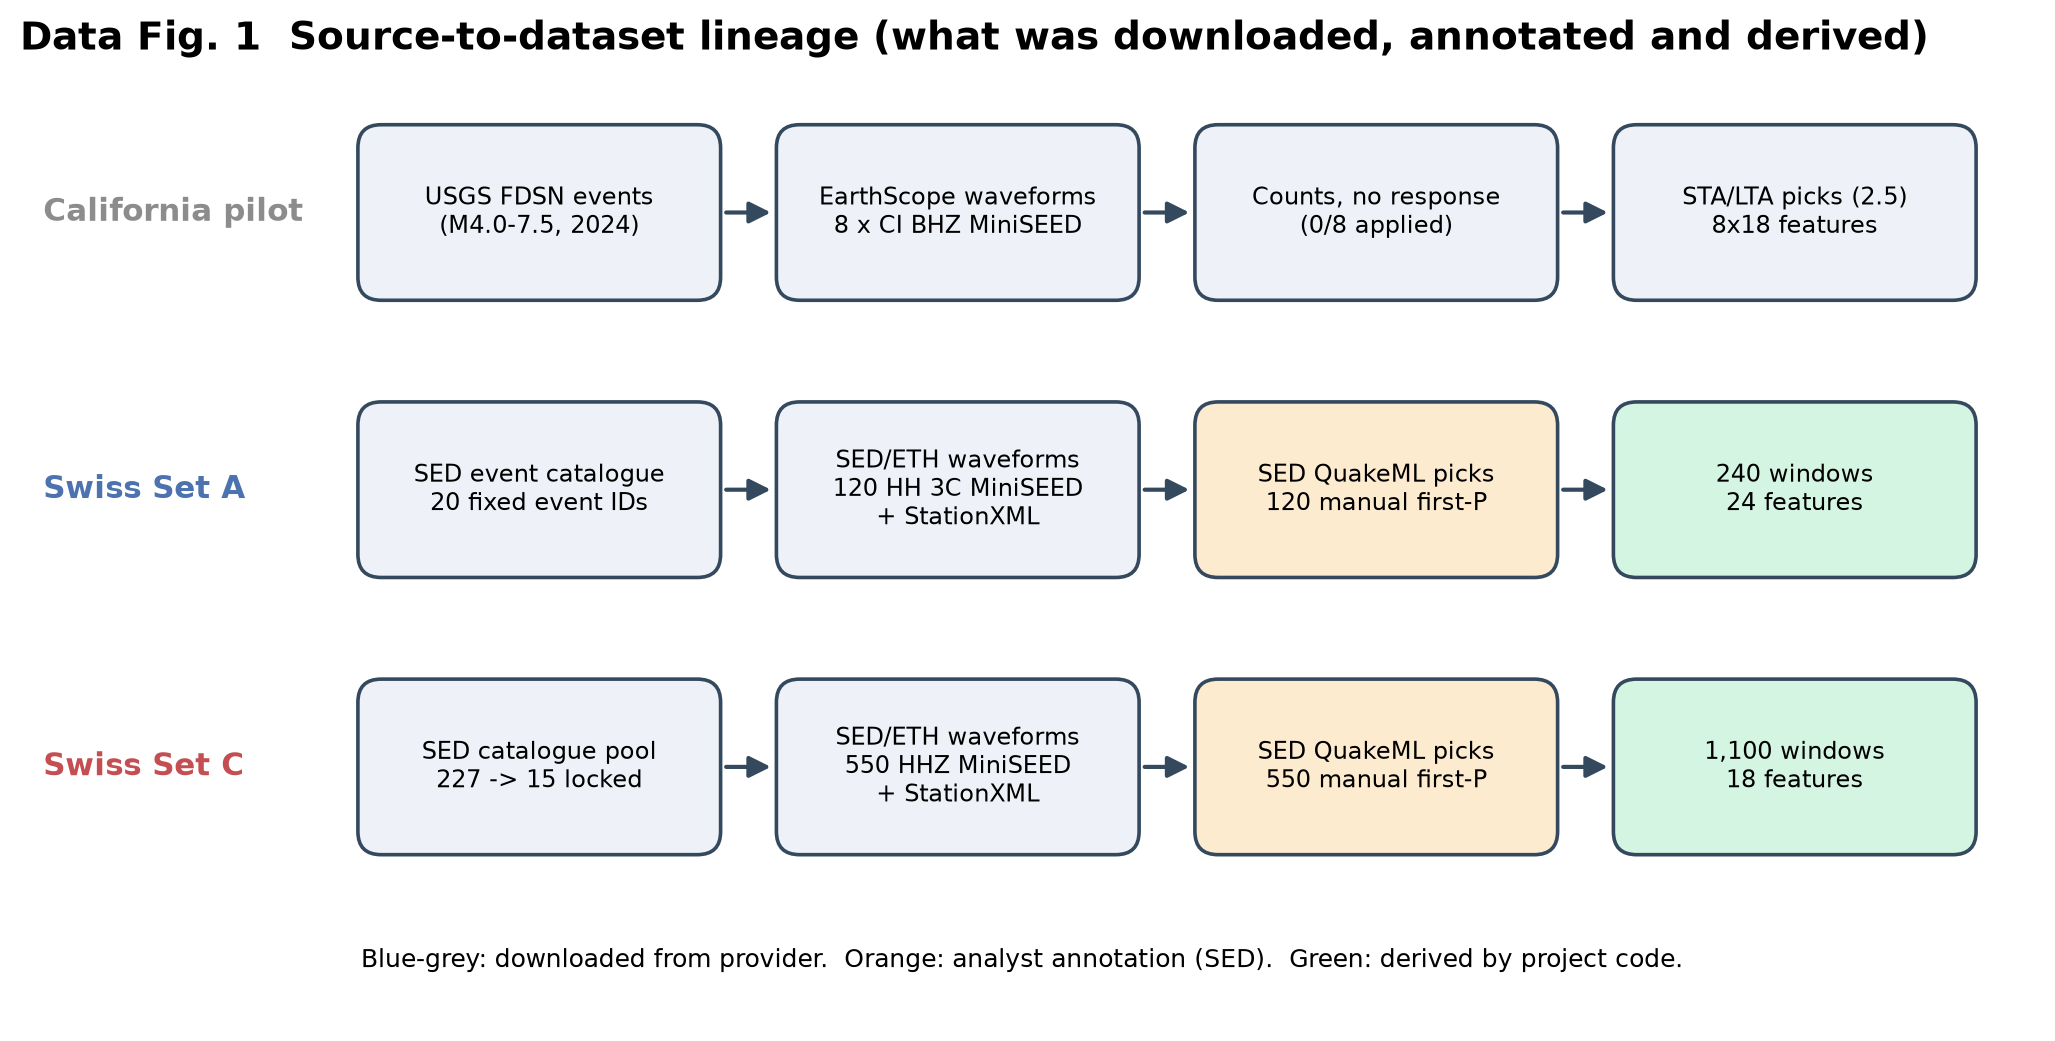 Data Fig. 1  Source-to-dataset lineage (what was downloaded, annotated and derived)
California pilot
USGS FDSN events
(M4.0-7.5, 2024)
EarthScope waveforms
8 x CI BHZ MiniSEED
Counts, no response
(0/8 applied)
STA/LTA picks (2.5)
8x18 features
Swiss Set A
SED event catalogue
20 fixed event IDs
SED/ETH waveforms
120 HH 3C MiniSEED
+ StationXML
SED QuakeML picks
120 manual first-P
240 windows
24 features
Swiss Set C
SED catalogue pool
227 -> 15 locked
SED/ETH waveforms
550 HHZ MiniSEED
+ StationXML
SED QuakeML picks
550 manual first-P
1,100 windows
18 features
Blue-grey: downloaded from provider.  Orange: analyst annotation (SED).  Green: derived by project code.